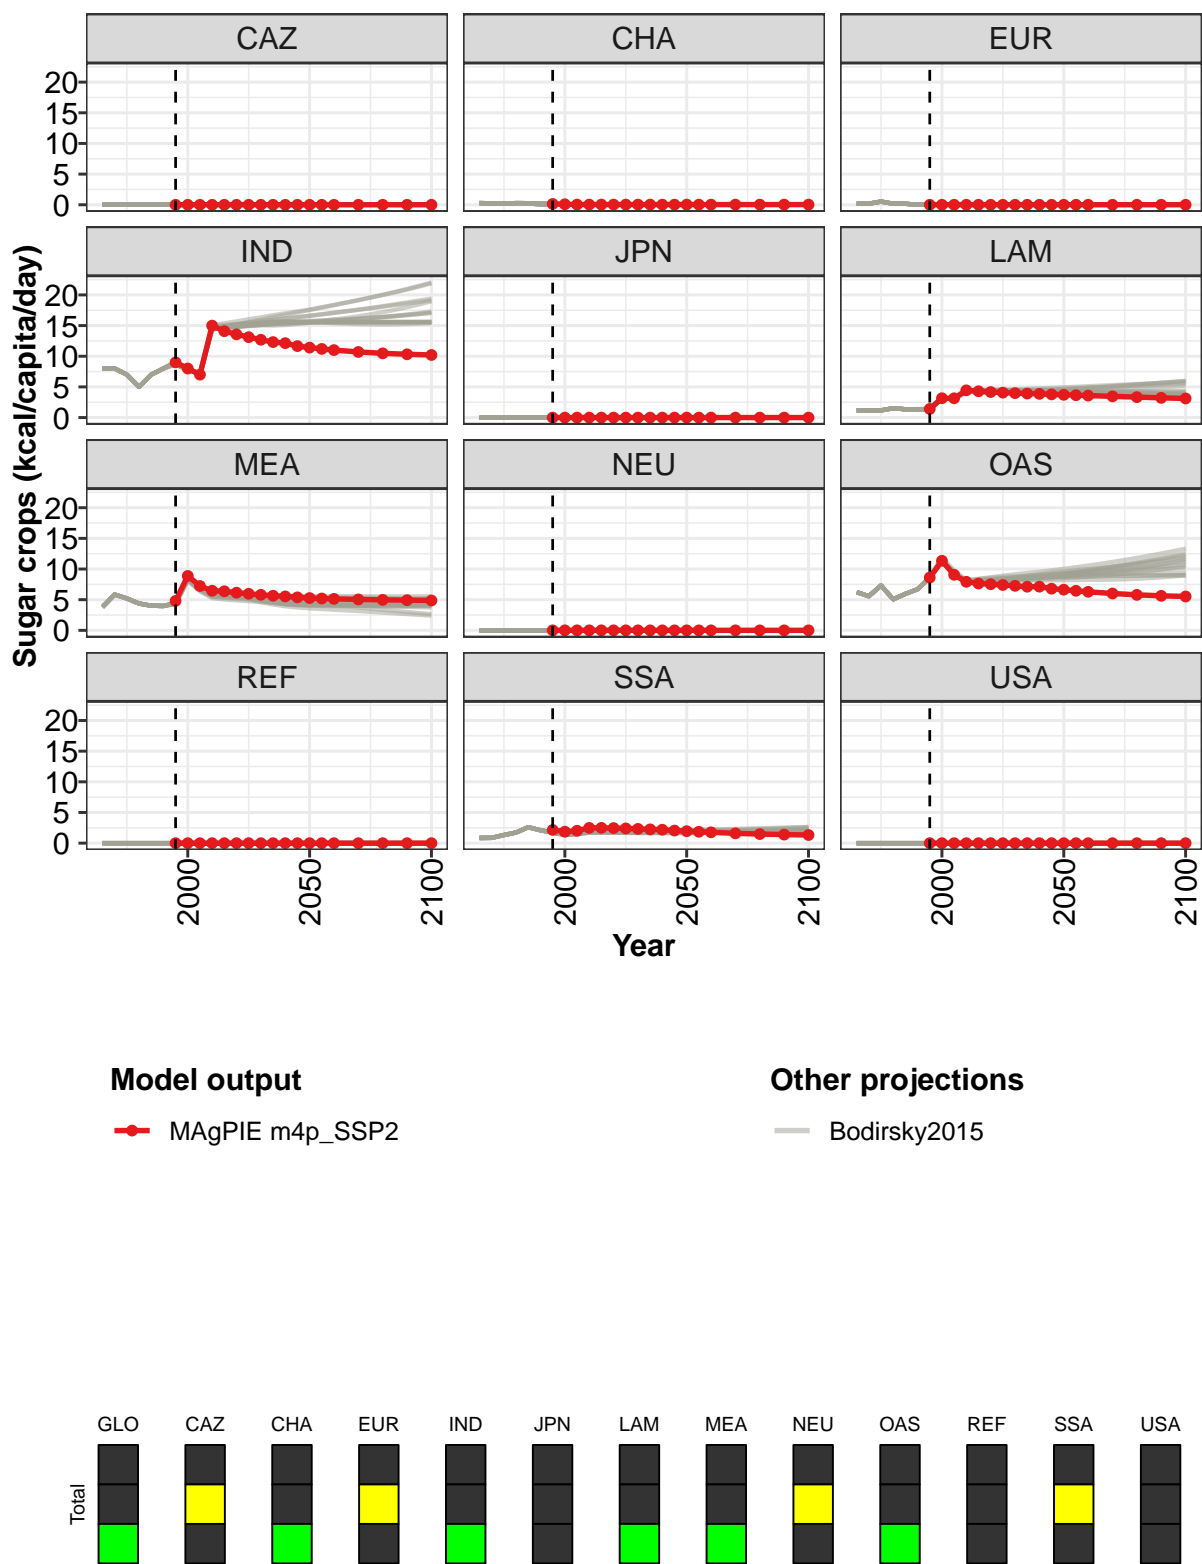 CAZ CHA EUR
20
15
10
5
0
IND JPN LAM
20
15
10
5
0
MEA NEU OAS
20
15
10
5
0
REF SSA USA
20
15
10
5
0
Sugar crops (kcal/capita/day)
2000 2050 2100 2000 2050 2100 2000 2050 2100
Year
Model output
MAgPIE m4p_SSP2
Other projections
Bodirsky2015
GLO CAZ CHA EUR IND JPN LAM MEA NEU OAS REF SSA USA
Total